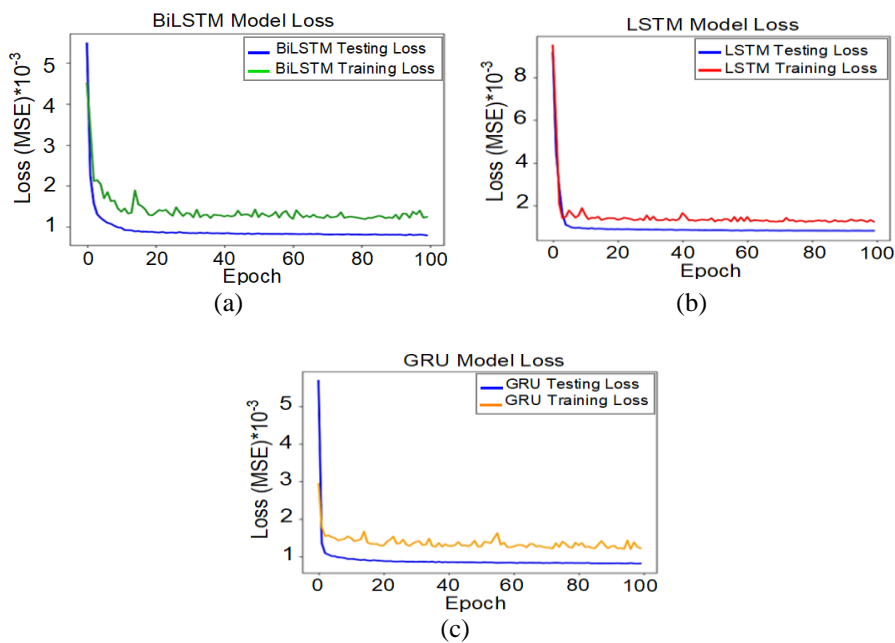 BiLSTM Model Loss
BiLSTM Testing Loss
BiLSTM Training Loss
Loss (MSE)*10-3
5
4
3
2
1
0 20 40 60 80 100
Epoch
(a)
LSTM Model Loss
LSTM Testing Loss
LSTM Training Loss
Loss (MSE)*10-3
8
6
4
2
0 20 40 60 80 100
Epoch
(b)
GRU Model Loss
GRU Testing Loss
GRU Training Loss
Loss (MSE)*10-3
5
4
3
2
1
0 20 40 60 80 100
Epoch
(c)